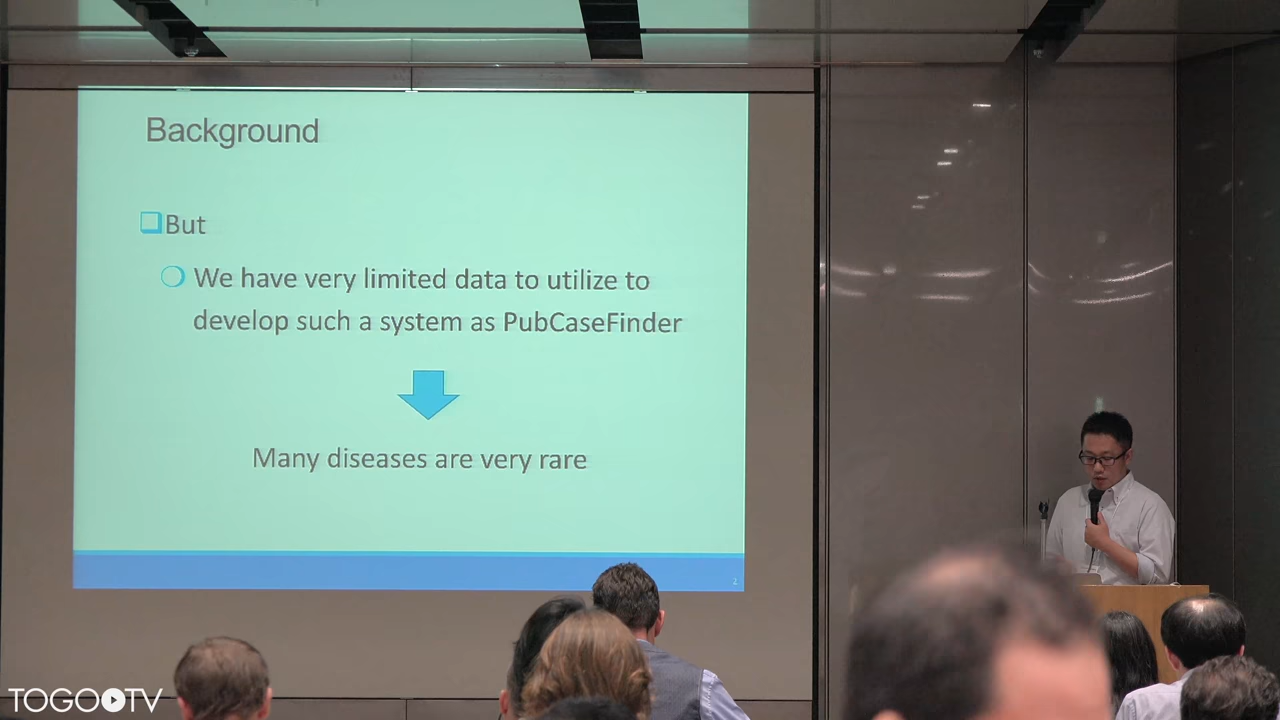 Background
But
We have very limited data to utilize to
develop such a system as PubCaseFinder
Many diseases are very rare
2
TOGOTV